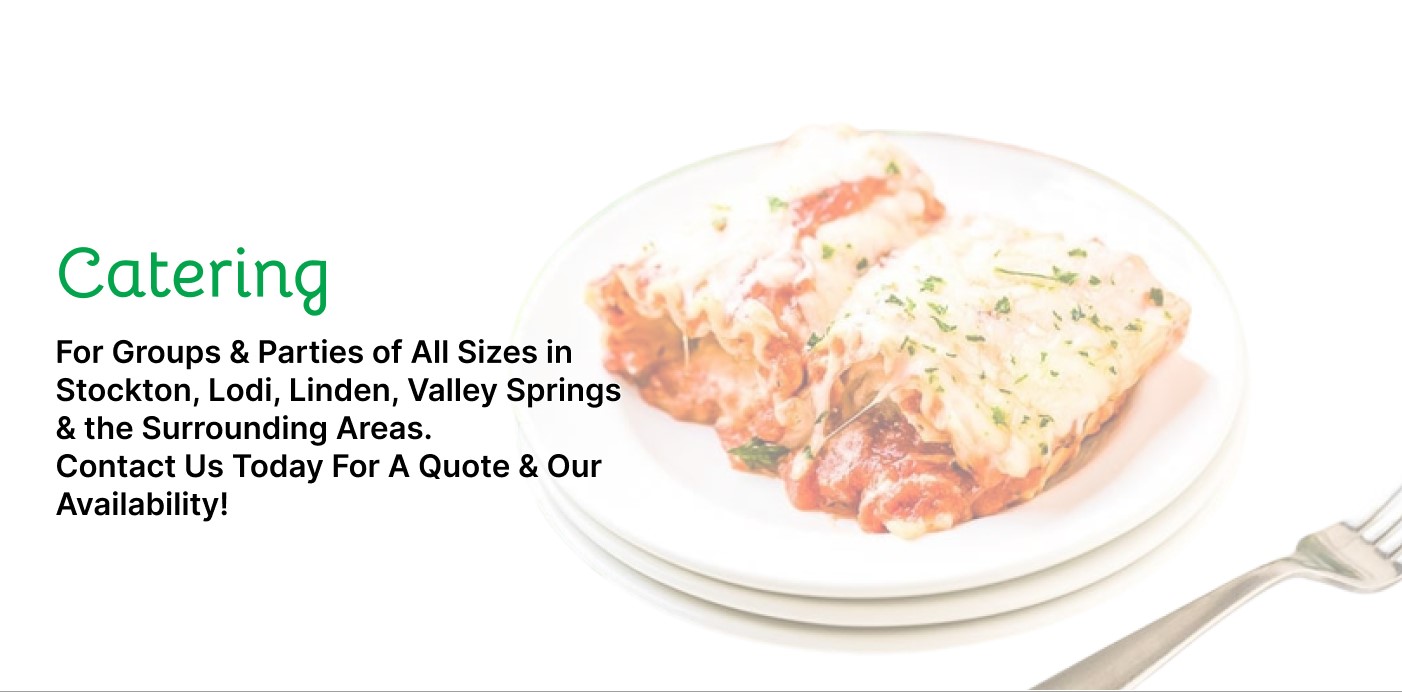 Catering
For Groups & Parties of All Sizes in
Stockton, Lodi, Linden, Valley Springs
& the Surrounding Areas.
Contact Us Today For A Quote & Our
Availability!